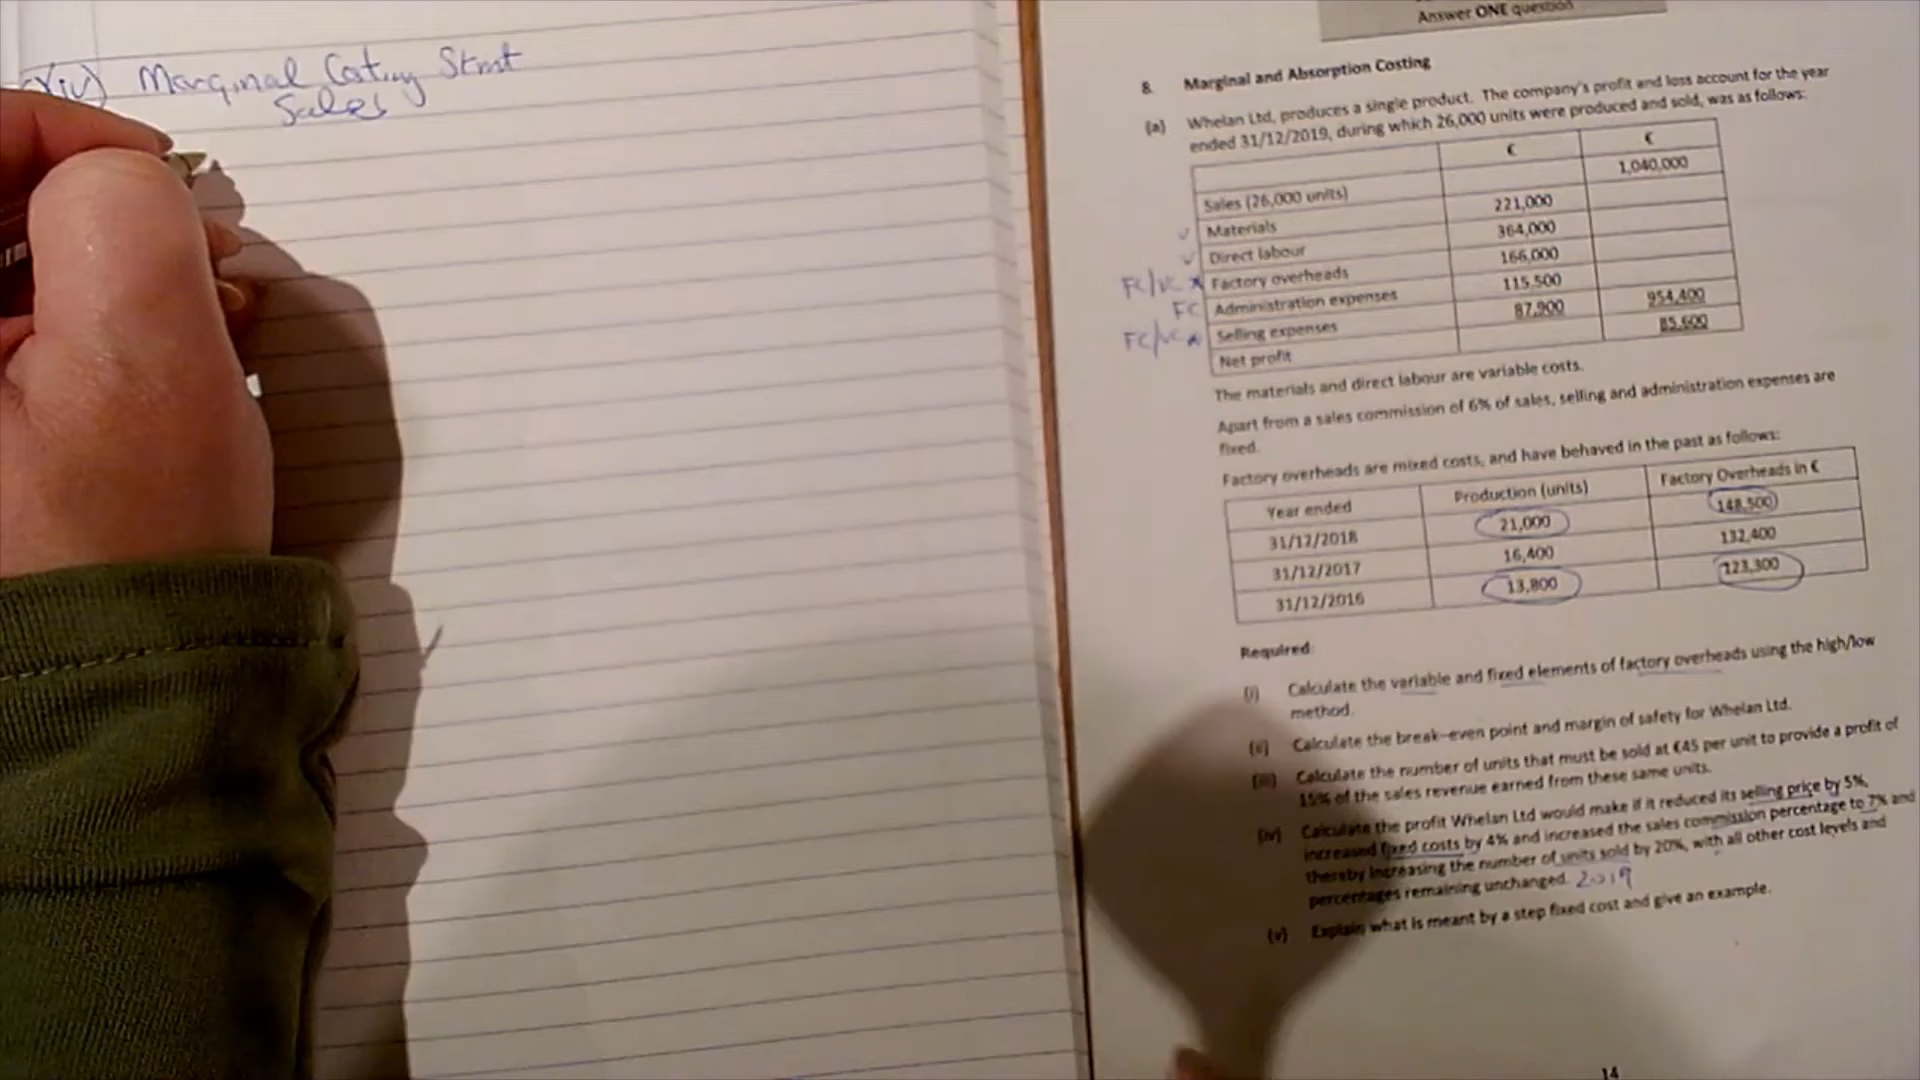 (iv) Marginal Costing Stmt
Sales
Answer ONE question
8. Marginal and Absorption Costing
(a) Whelan Ltd, produces a single product. The company's profit and loss account for the year
ended 31/12/2019, during which 26,000 units were produced and sold, was as follows:
€ €
Sales (26,000 units) 1,040,000
Materials 221,000
Direct labour 364,000
FC/VC Factory overheads 166,000
FC Administration expenses 115,500
FC/VC Selling expenses 87,900 954,400
Net profit 85,600
The materials and direct labour are variable costs.
Apart from a sales commission of 6% of sales, selling and administration expenses are
fixed.
Factory overheads are mixed costs, and have behaved in the past as follows:
Year ended Production (units) Factory Overheads in €
31/12/2018 21,000 148,500
31/12/2017 16,400 132,400
31/12/2016 13,800 123,300
Required:
(i) Calculate the variable and fixed elements of factory overheads using the high/low
method.
(ii) Calculate the break-even point and margin of safety for Whelan Ltd.
(iii) Calculate the number of units that must be sold at €45 per unit to provide a profit of
15% of the sales revenue earned from these same units.
(iv) Calculate the profit Whelan Ltd would make if it reduced its selling price by 5%,
increased fixed costs by 4% and increased the sales commission percentage to 7% and
thereby increasing the number of units sold by 20%, with all other cost levels and
percentages remaining unchanged. 2019
(v) Explain what is meant by a step fixed cost and give an example.
14